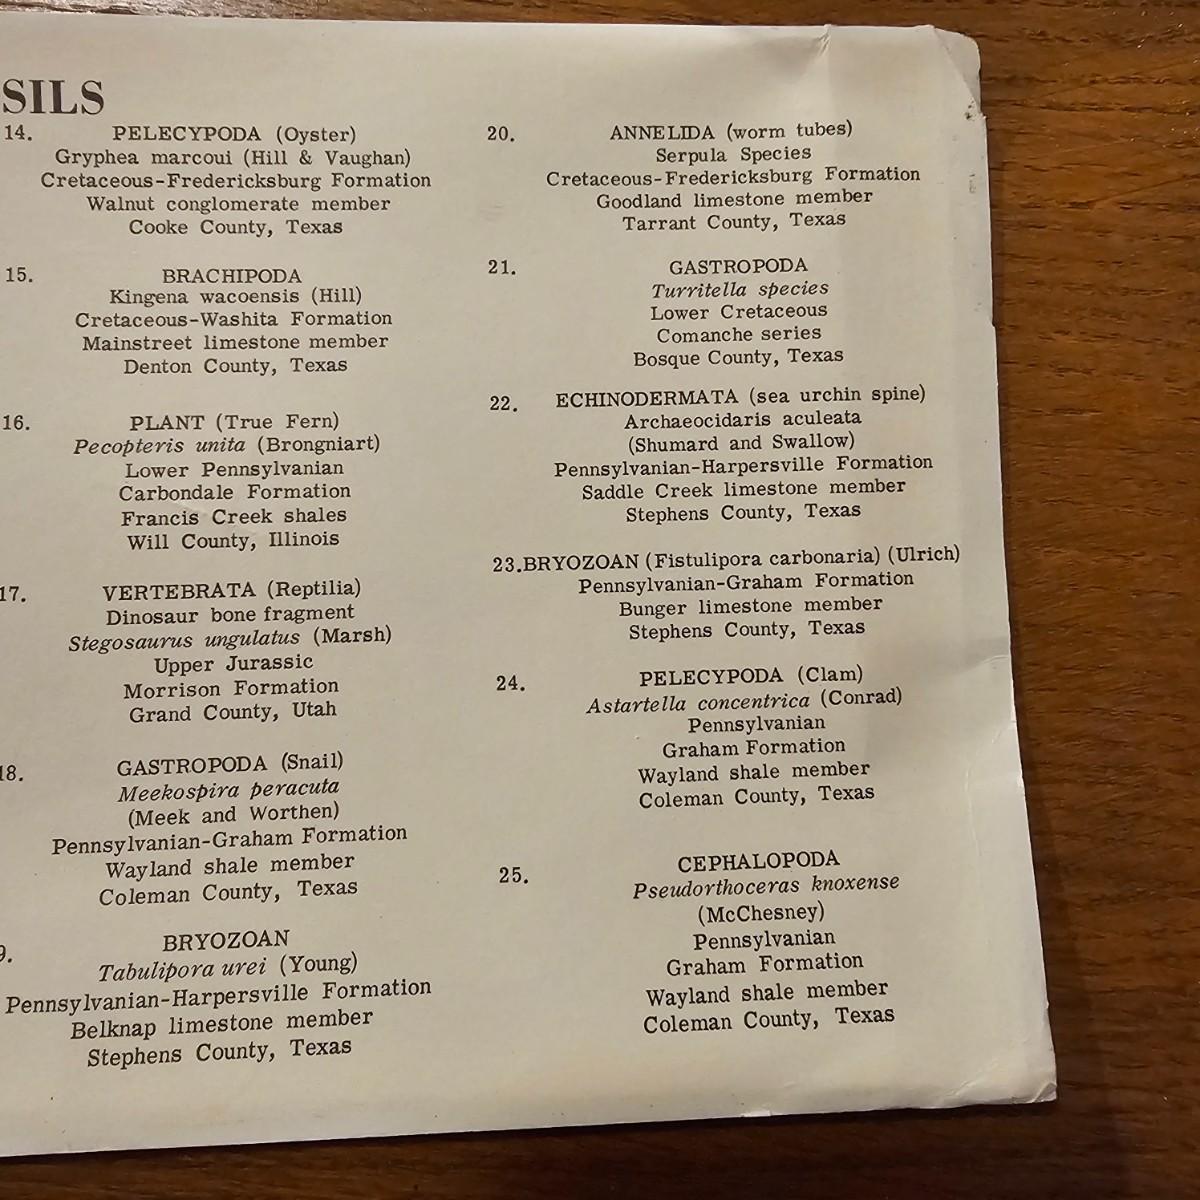 SILS
14. PELECYPODA (Oyster)
Gryphea marcoui (Hill & Vaughan)
Cretaceous-Fredericksburg Formation
Walnut conglomerate member
Cooke County, Texas
15. BRACHIPODA
Kingena wacoensis (Hill)
Cretaceous-Washita Formation
Mainstreet limestone member
Denton County, Texas
16. PLANT (True Fern)
Pecopteris unita (Brongniart)
Lower Pennsylvanian
Carbondale Formation
Francis Creek shales
Will County, Illinois
17. VERTEBRATA (Reptilia)
Dinosaur bone fragment
Stegosaurus ungulatus (Marsh)
Upper Jurassic
Morrison Formation
Grand County, Utah
18. GASTROPODA (Snail)
Meekospira peracuta
(Meek and Worthen)
Pennsylvanian-Graham Formation
Wayland shale member
Coleman County, Texas
9. BRYOZOAN
Tabulipora urei (Young)
Pennsylvanian-Harpersville Formation
Belknap limestone member
Stephens County, Texas
20. ANNELIDA (worm tubes)
Serpula Species
Cretaceous-Fredericksburg Formation
Goodland limestone member
Tarrant County, Texas
21. GASTROPODA
Turritella species
Lower Cretaceous
Comanche series
Bosque County, Texas
22. ECHINODERMATA (sea urchin spine)
Archaeocidaris aculeata
(Shumard and Swallow)
Pennsylvanian-Harpersville Formation
Saddle Creek limestone member
Stephens County, Texas
23.BRYOZOAN (Fistulipora carbonaria) (Ulrich)
Pennsylvanian-Graham Formation
Bunger limestone member
Stephens County, Texas
24. PELECYPODA (Clam)
Astartella concentrica (Conrad)
Pennsylvanian
Graham Formation
Wayland shale member
Coleman County, Texas
25. CEPHALOPODA
Pseudorthoceras knoxense
(McChesney)
Pennsylvanian
Graham Formation
Wayland shale member
Coleman County, Texas